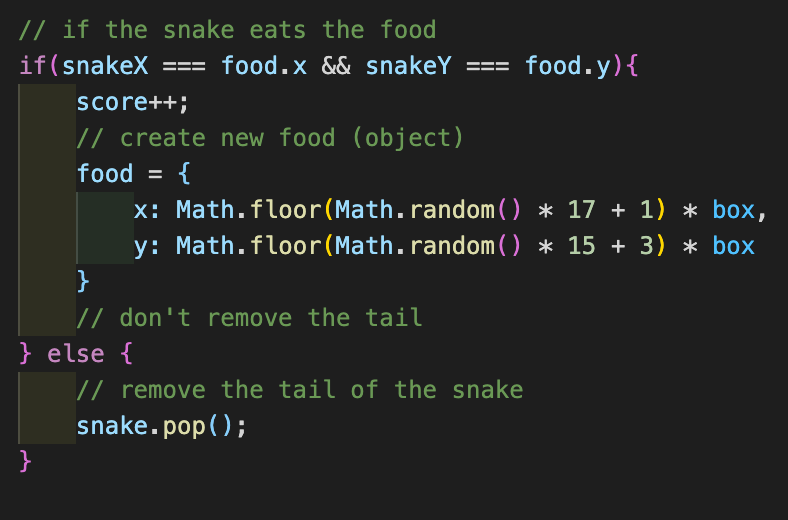 // if the snake eats the food
if(snakeX === food.x && snakeY === food.y){
    score++;
    // create new food (object)
    food = {
        x: Math.floor(Math.random() * 17 + 1) * box,
        y: Math.floor(Math.random() * 15 + 3) * box
    }
    // don't remove the tail
} else {
    // remove the tail of the snake
    snake.pop();
}